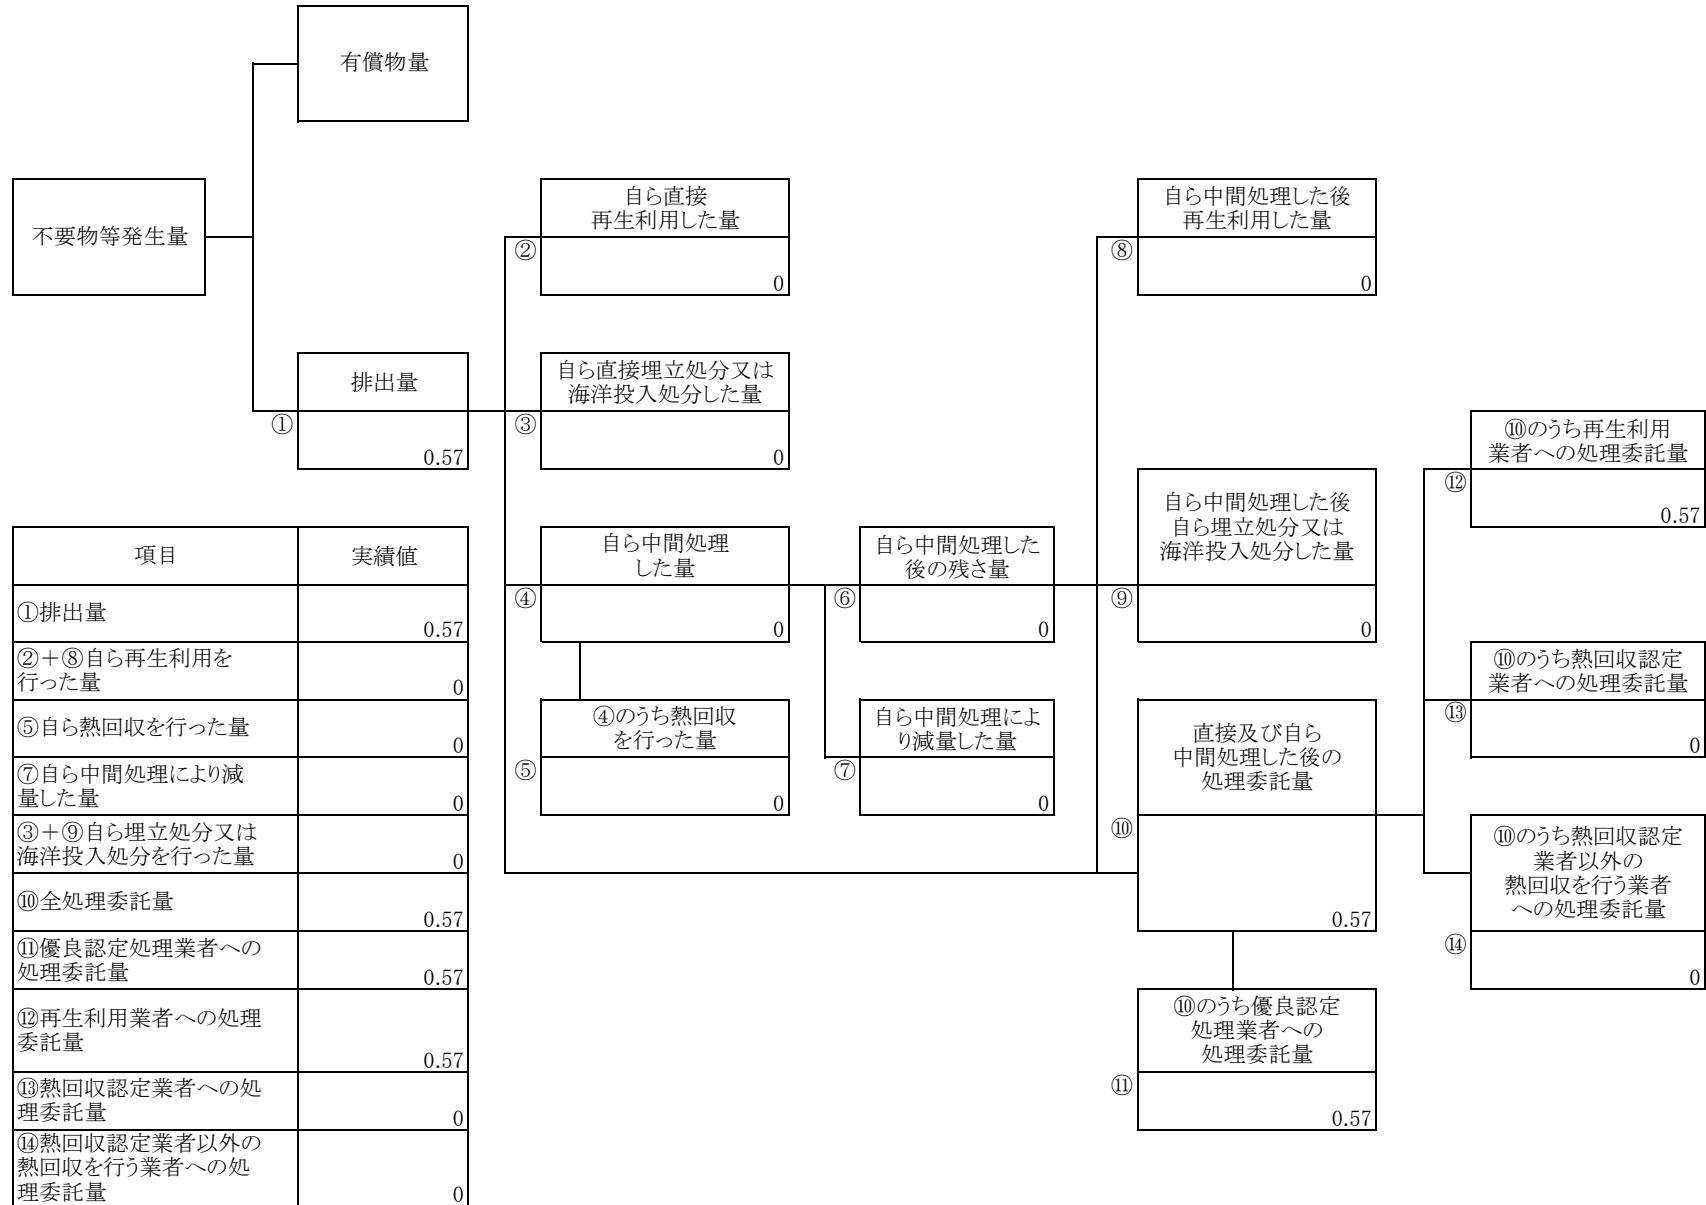 有償物量
不要物等発生量
自ら直接
再生利用した量
②
0
自ら中間処理した後
再生利用した量
⑧
0
排出量
①
0.57
自ら直接埋立処分又は
海洋投入処分した量
③
0
⑩のうち再生利用
業者への処理委託量
⑫
0.57
自ら中間処理
した量
④
0
自ら中間処理した
後の残さ量
⑥
0
自ら中間処理した後
自ら埋立処分又は
海洋投入処分した量
⑨
0
⑩のうち熱回収認定
業者への処理委託量
⑬
0
④のうち熱回収
を行った量
⑤
0
自ら中間処理によ
り減量した量
⑦
0
直接及び自ら
中間処理した後の
処理委託量
⑩
0.57
⑩のうち熱回収認定
業者以外の
熱回収を行う業者
への処理委託量
⑭
0
⑩のうち優良認定
処理業者への
処理委託量
⑪
0.57
項目 実績値
①排出量
0.57
②+⑧自ら再生利用を
行った量
0
⑤自ら熱回収を行った量
0
⑦自ら中間処理により減
量した量
0
③+⑨自ら埋立処分又は
海洋投入処分を行った量
0
⑩全処理委託量
0.57
⑪優良認定処理業者への
処理委託量
0.57
⑫再生利用業者への処理
委託量
0.57
⑬熱回収認定業者への処
理委託量
0
⑭熱回収認定業者以外の
熱回収を行う業者への処
理委託量
0